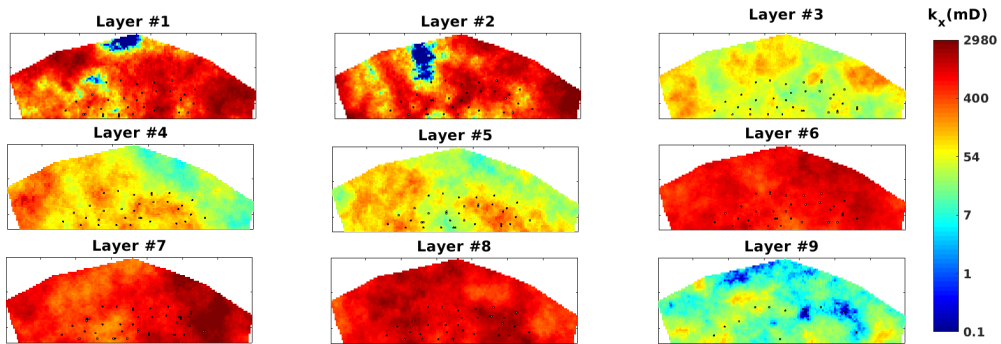 Layer #1
Layer #2
Layer #3
kx(mD)
Layer #4
Layer #5
Layer #6
Layer #7
Layer #8
Layer #9
2980
400
54
7
1
0.1